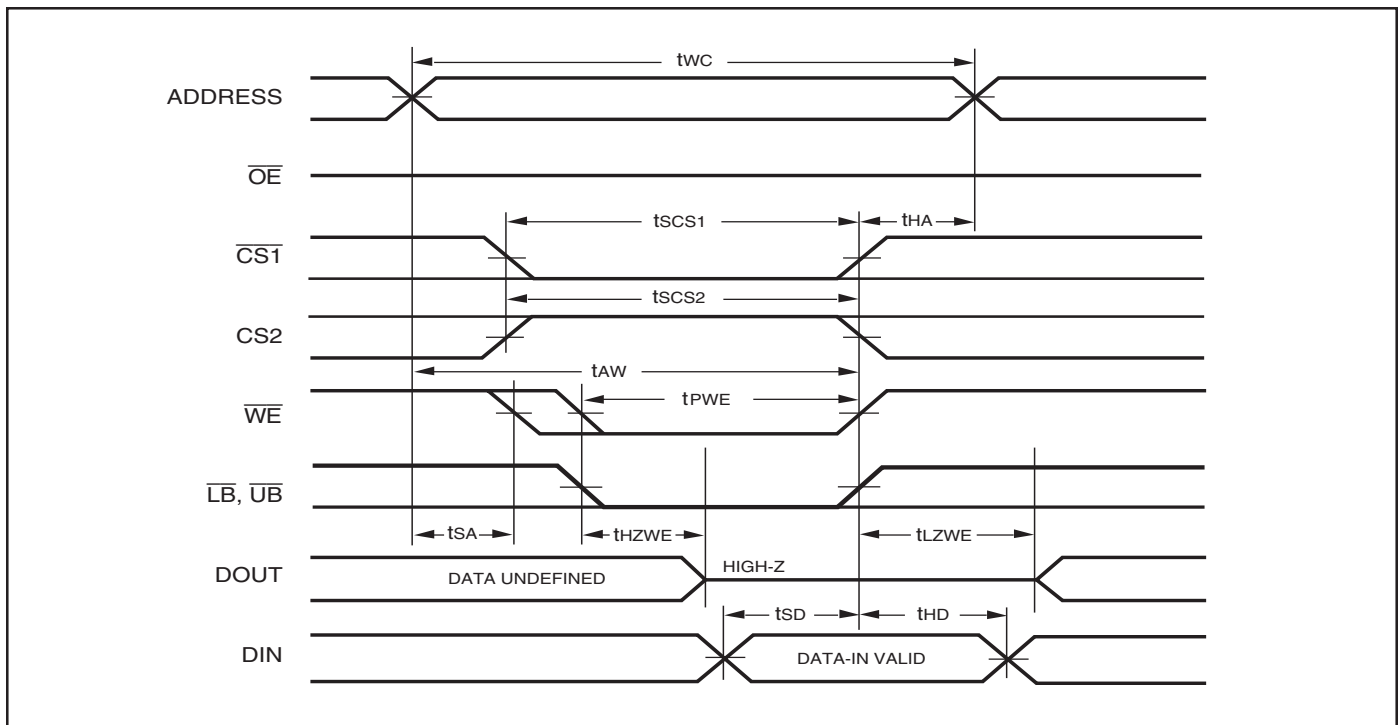 tWC
ADDRESS
OE
tSCS1
tHA
CS1
tSCS2
CS2
tAW
tPWE
WE
LB, UB
tSA
tHZWE
tLZWE
DOUT
DATA UNDEFINED
HIGH-Z
tSD
tHD
DIN
DATA-IN VALID